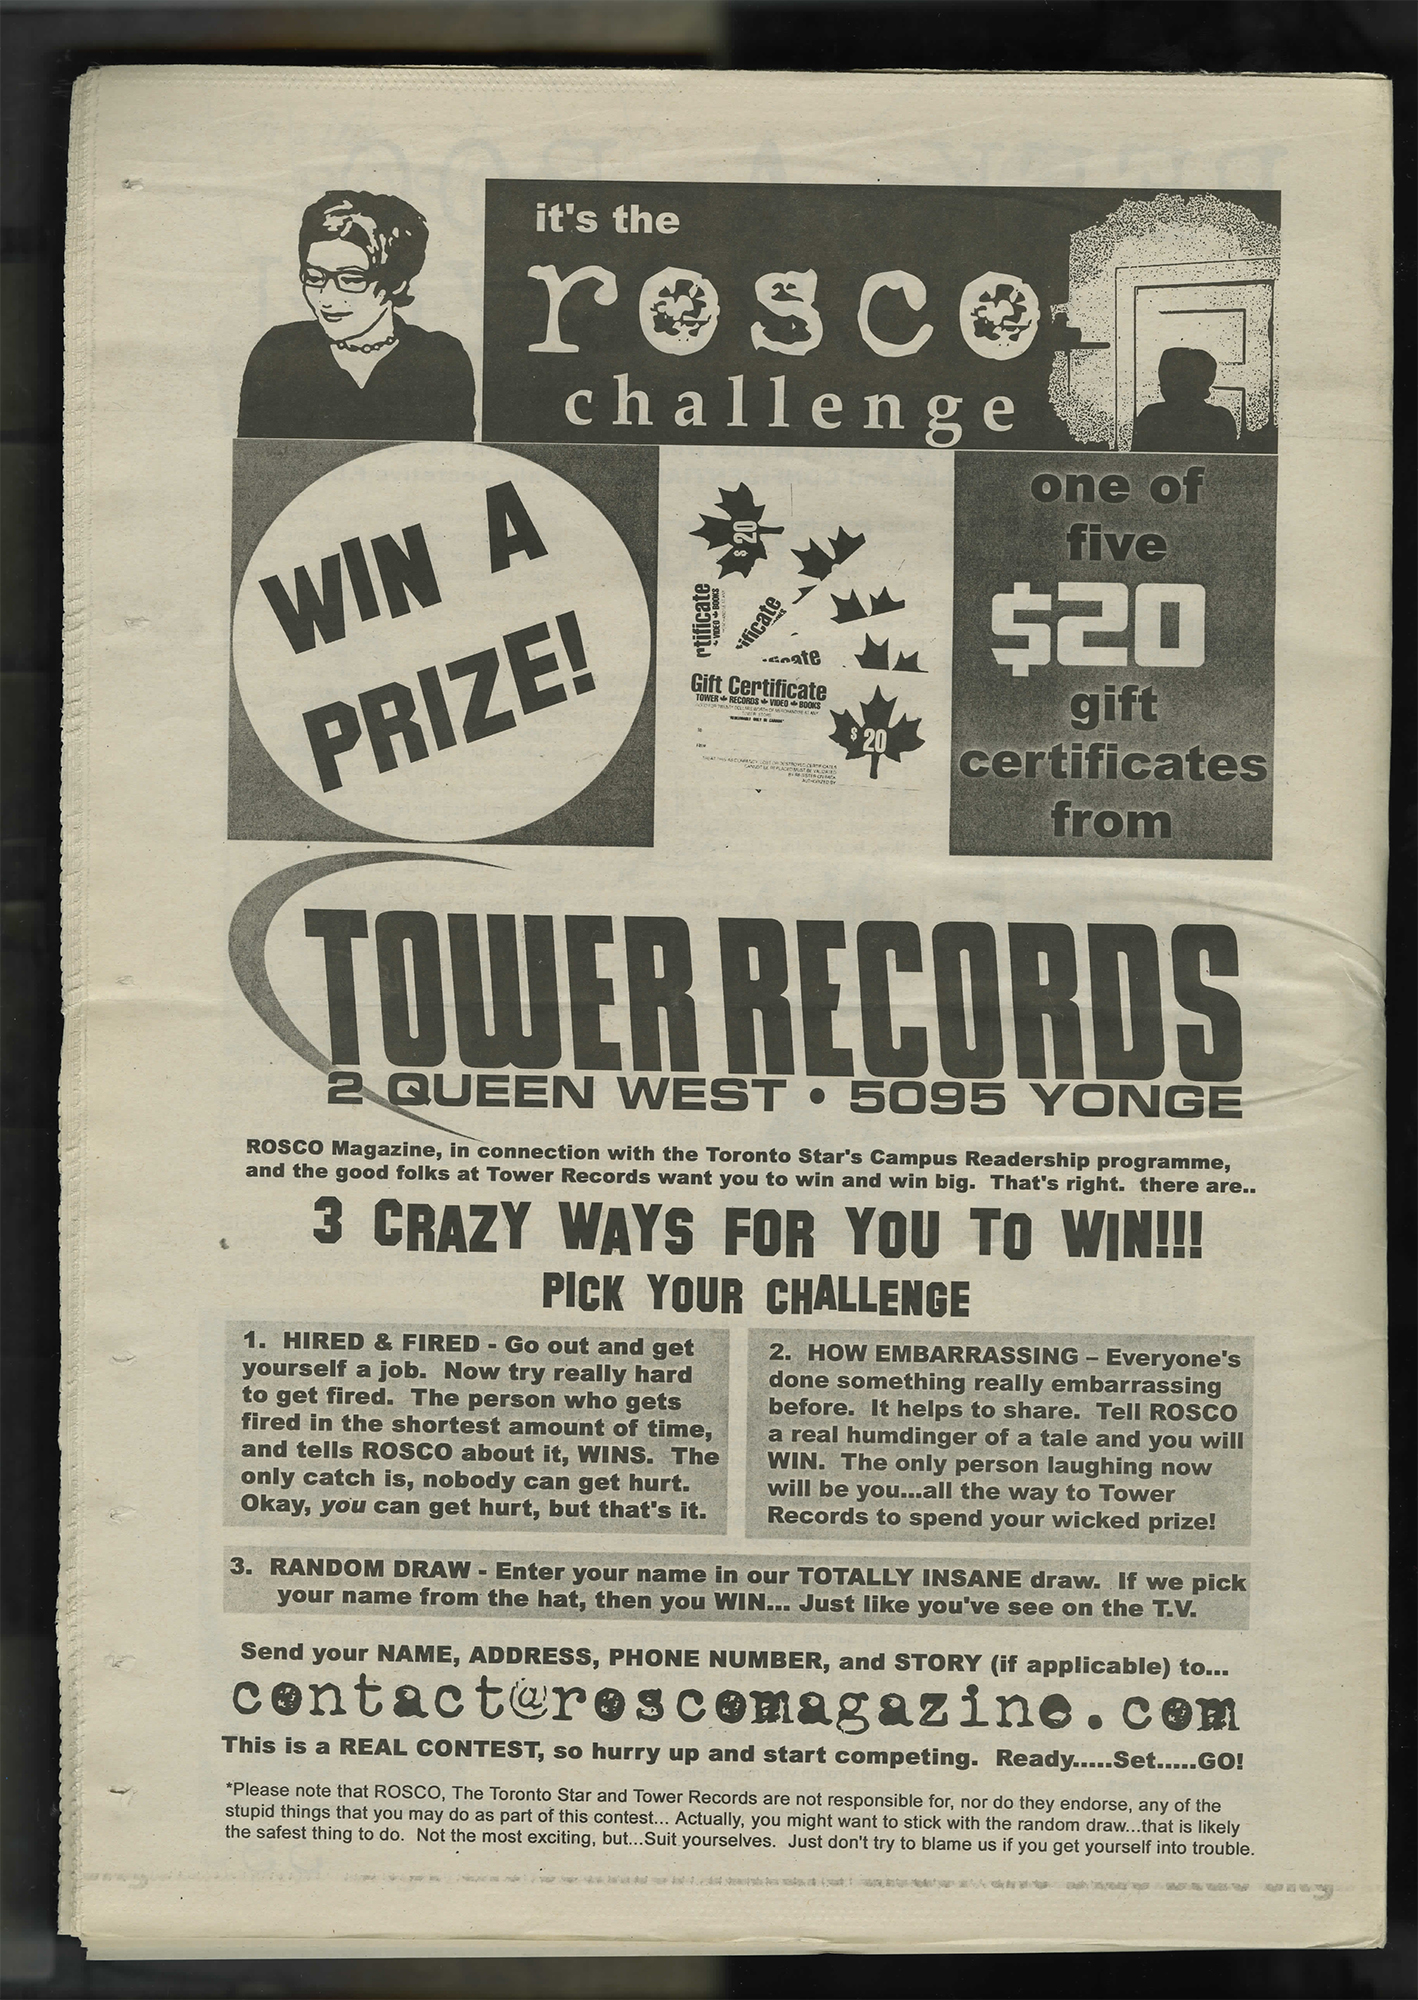 it's the
rosco
challenge
WIN A
PRIZE!
$20
rtificate
VIDEO BOOKS
ificate
Gift Certificate
TOWER RECORDS VIDEO BOOKS
"REDEEMABLE ONLY IN CANADA"
$20
one of
five
$20
gift
certificates
from
TOWER RECORDS
2 QUEEN WEST • 5095 YONGE
ROSCO Magazine, in connection with the Toronto Star's Campus Readership programme,
and the good folks at Tower Records want you to win and win big. That's right. there are..
3 CRAZY WAYS FOR YOU TO WIN!!!
PICK YOUR CHALLENGE
1. HIRED & FIRED - Go out and get
yourself a job. Now try really hard
to get fired. The person who gets
fired in the shortest amount of time,
and tells ROSCO about it, WINS. The
only catch is, nobody can get hurt.
Okay, you can get hurt, but that's it.
2. HOW EMBARRASSING – Everyone's
done something really embarrassing
before. It helps to share. Tell ROSCO
a real humdinger of a tale and you will
WIN. The only person laughing now
will be you...all the way to Tower
Records to spend your wicked prize!
3. RANDOM DRAW - Enter your name in our TOTALLY INSANE draw. If we pick
your name from the hat, then you WIN... Just like you've see on the T.V.
Send your NAME, ADDRESS, PHONE NUMBER, and STORY (if applicable) to...
contact@roscomagazine.com
This is a REAL CONTEST, so hurry up and start competing. Ready.....Set.....GO!
*Please note that ROSCO, The Toronto Star and Tower Records are not responsible for, nor do they endorse, any of the
stupid things that you may do as part of this contest... Actually, you might want to stick with the random draw...that is likely
the safest thing to do. Not the most exciting, but...Suit yourselves. Just don't try to blame us if you get yourself into trouble.